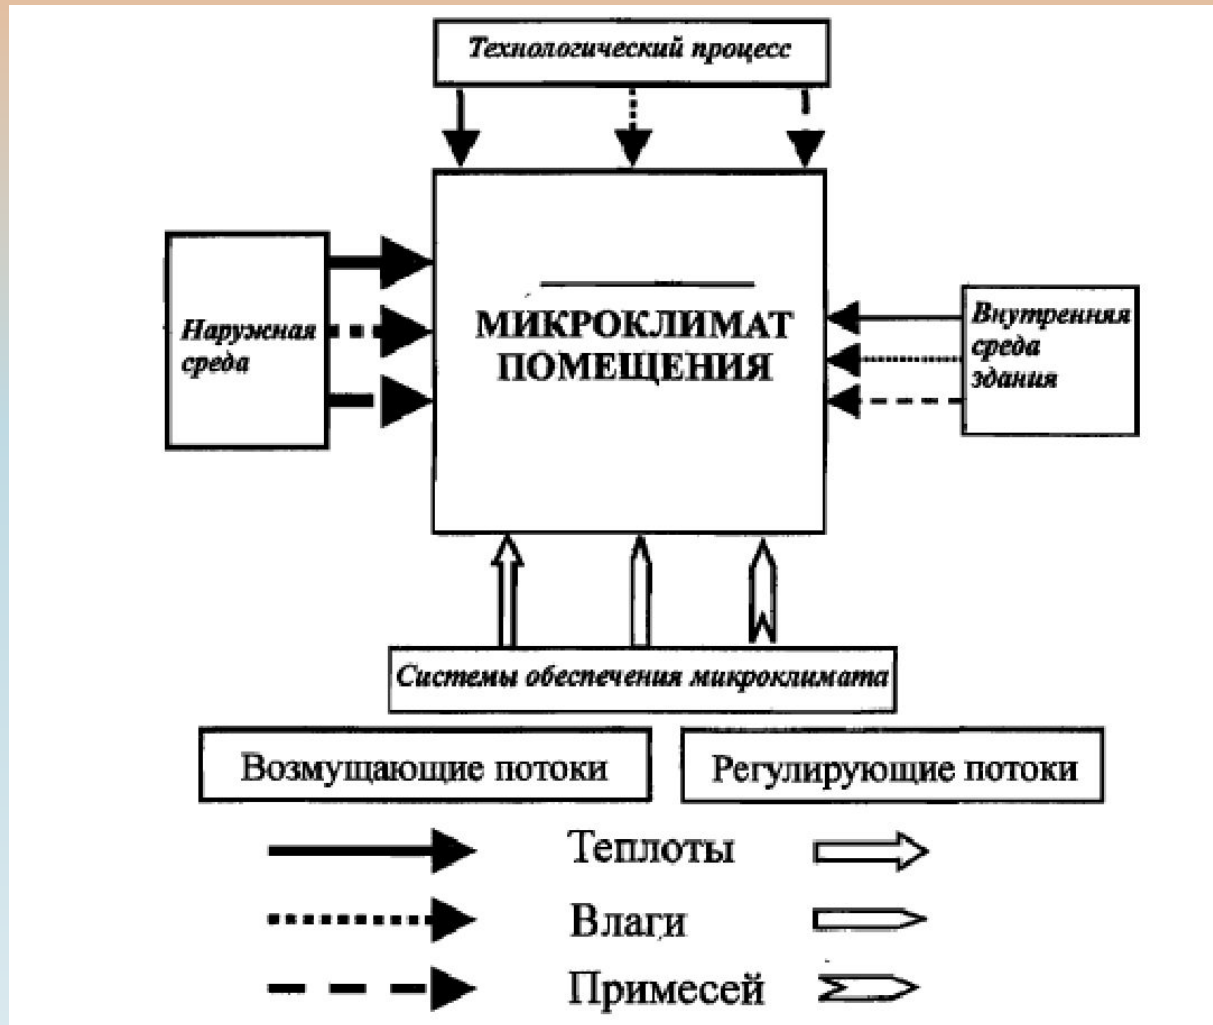 Технологический процесс
Наружная
среда
МИКРОКЛИМАТ
ПОМЕЩЕНИЯ
Внутренняя
среда
здания
Системы обеспечения микроклимата
Возмущающие потоки
Регулирующие потоки
Теплоты
Влаги
Примесей